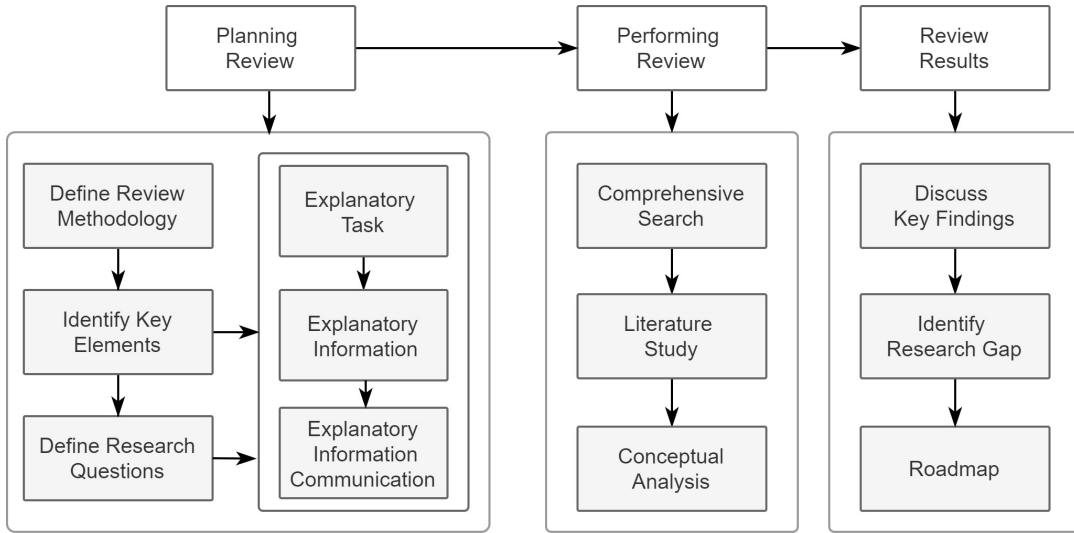 Planning
Review
Performing
Review
Review
Results
Define Review
Methodology
Identify Key
Elements
Define Research
Questions
Explanatory
Task
Explanatory
Information
Explanatory
Information
Communication
Comprehensive
Search
Literature
Study
Conceptual
Analysis
Discuss
Key Findings
Identify
Research Gap
Roadmap